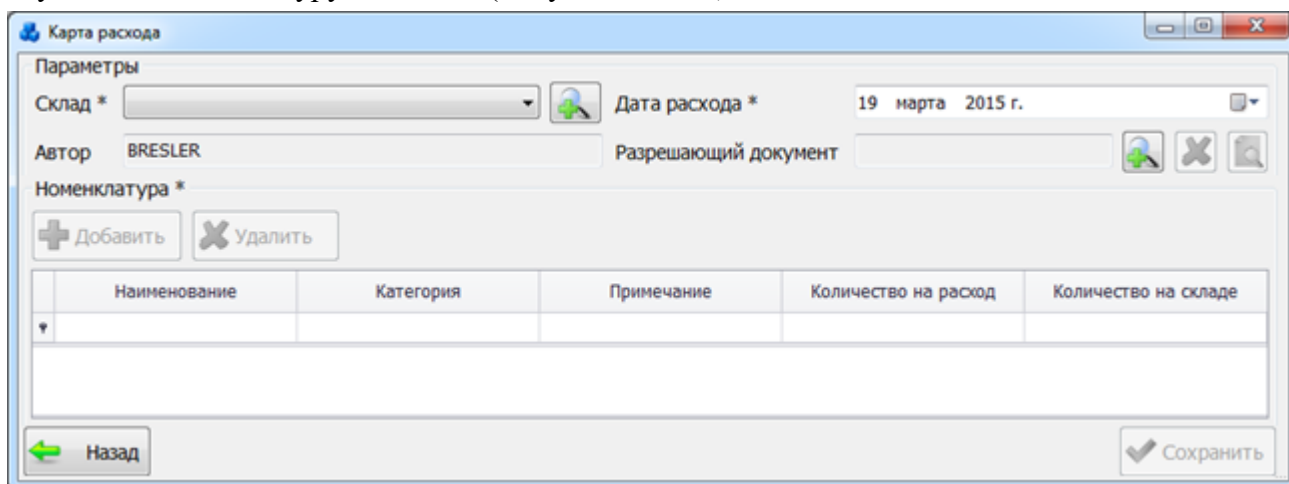 Карта расхода
Параметры
Склад * Дата расхода * 19 марта 2015 г.
Автор BRESLER Разрешающий документ
Номенклатура *
Добавить Удалить
Наименование Категория Примечание Количество на расход Количество на складе
Назад Сохранить